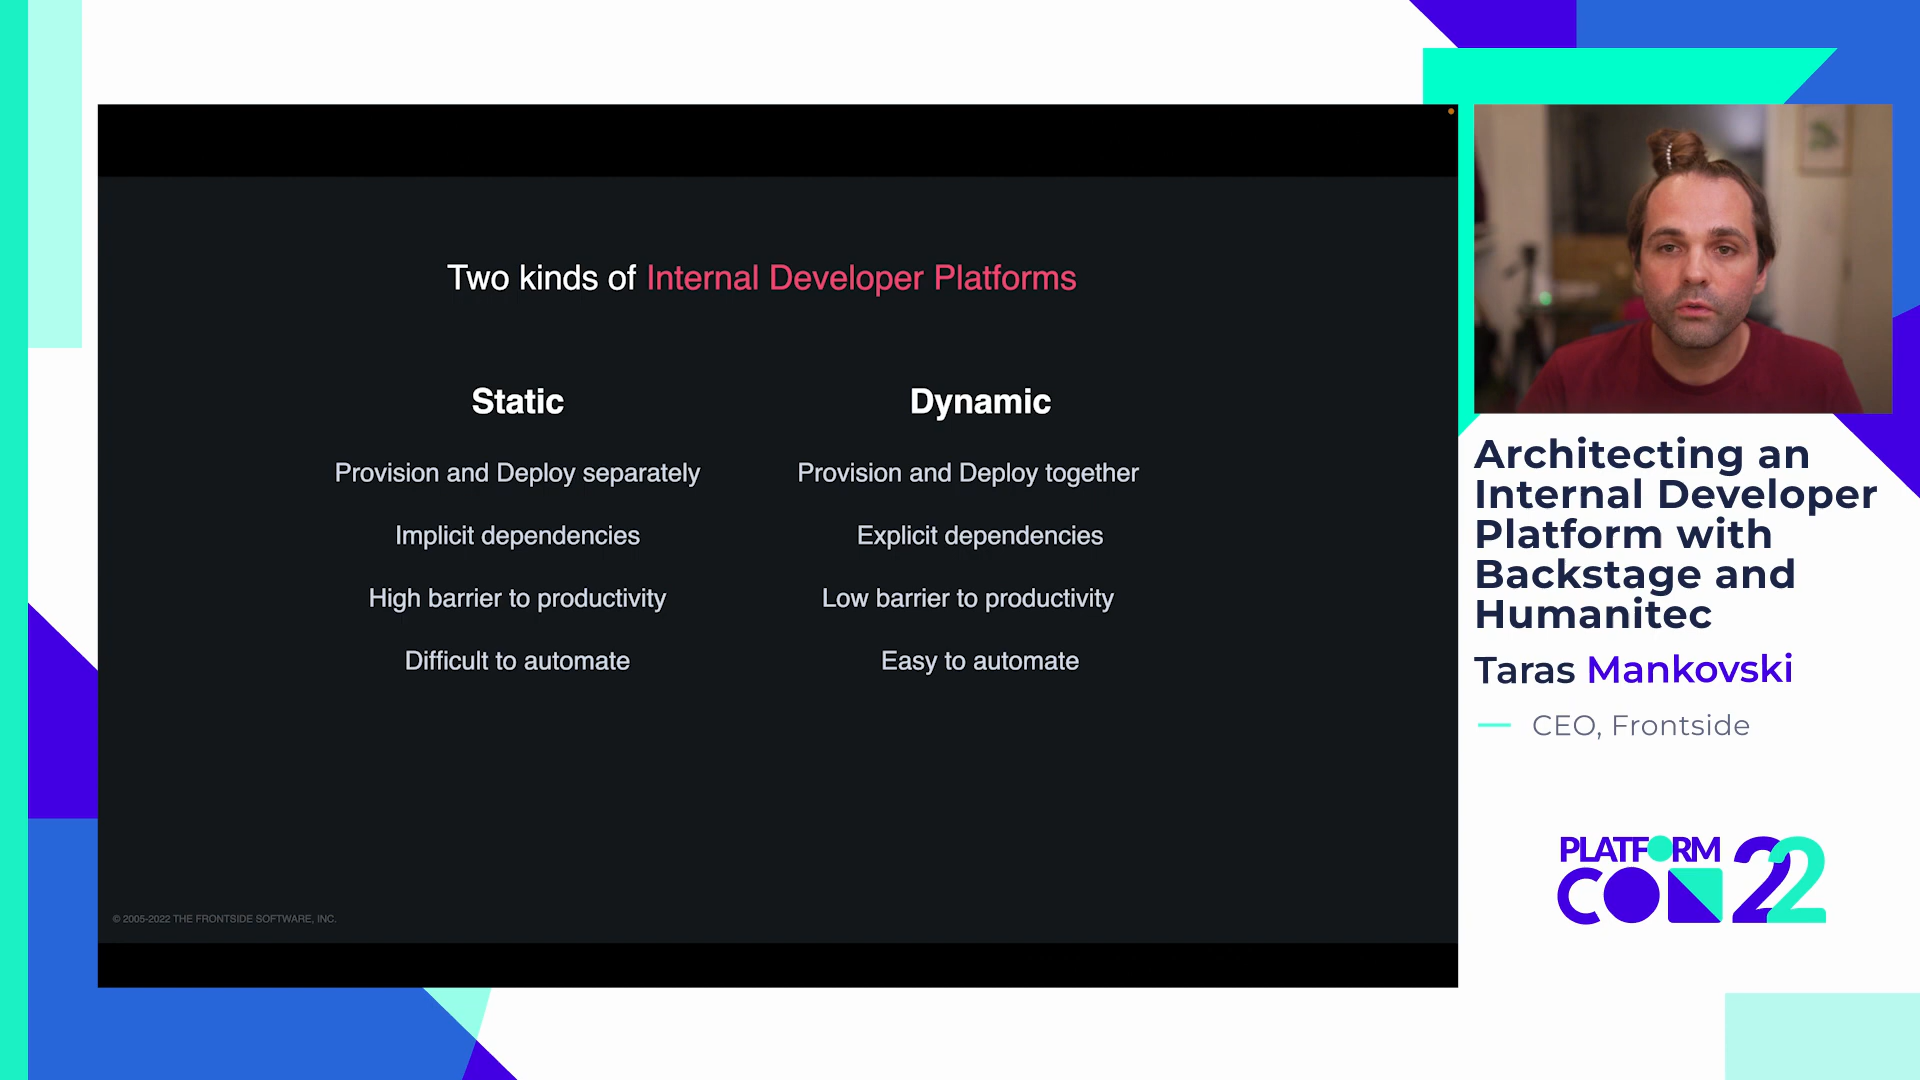 Two kinds of Internal Developer Platforms
Static
Provision and Deploy separately
Implicit dependencies
High barrier to productivity
Difficult to automate
Dynamic
Provision and Deploy together
Explicit dependencies
Low barrier to productivity
Easy to automate
© 2005-2022 THE FRONTSIDE SOFTWARE, INC.
Architecting an
Internal Developer
Platform with
Backstage and
Humanitec
Taras Mankovski
CEO, Frontside
PLATFORM
CON 22